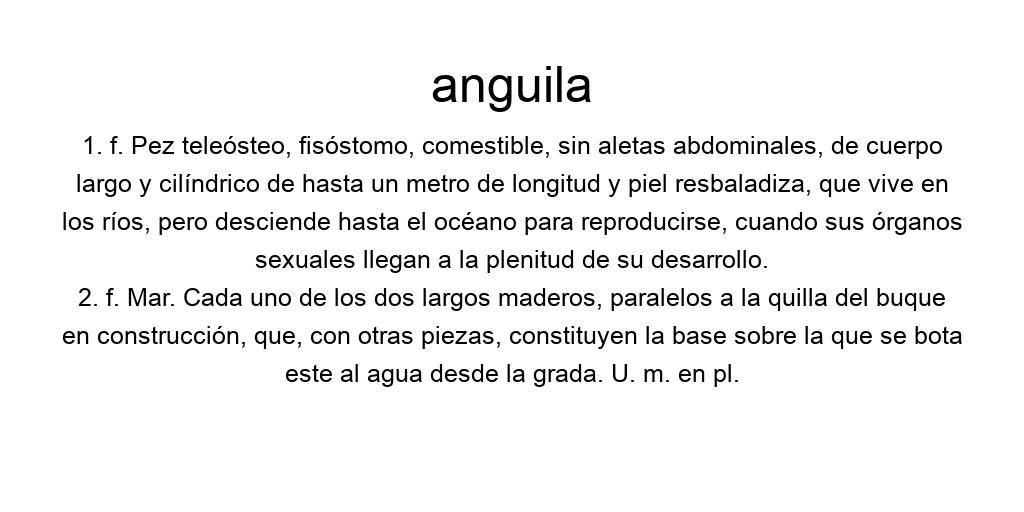 anguila
1. f. Pez teleósteo, fisóstomo, comestible, sin aletas abdominales, de cuerpo
largo y cilíndrico de hasta un metro de longitud y piel resbaladiza, que vive en
los ríos, pero desciende hasta el océano para reproducirse, cuando sus órganos
sexuales llegan a la plenitud de su desarrollo.
2. f. Mar. Cada uno de los dos largos maderos, paralelos a la quilla del buque
en construcción, que, con otras piezas, constituyen la base sobre la que se bota
este al agua desde la grada. U. m. en pl.